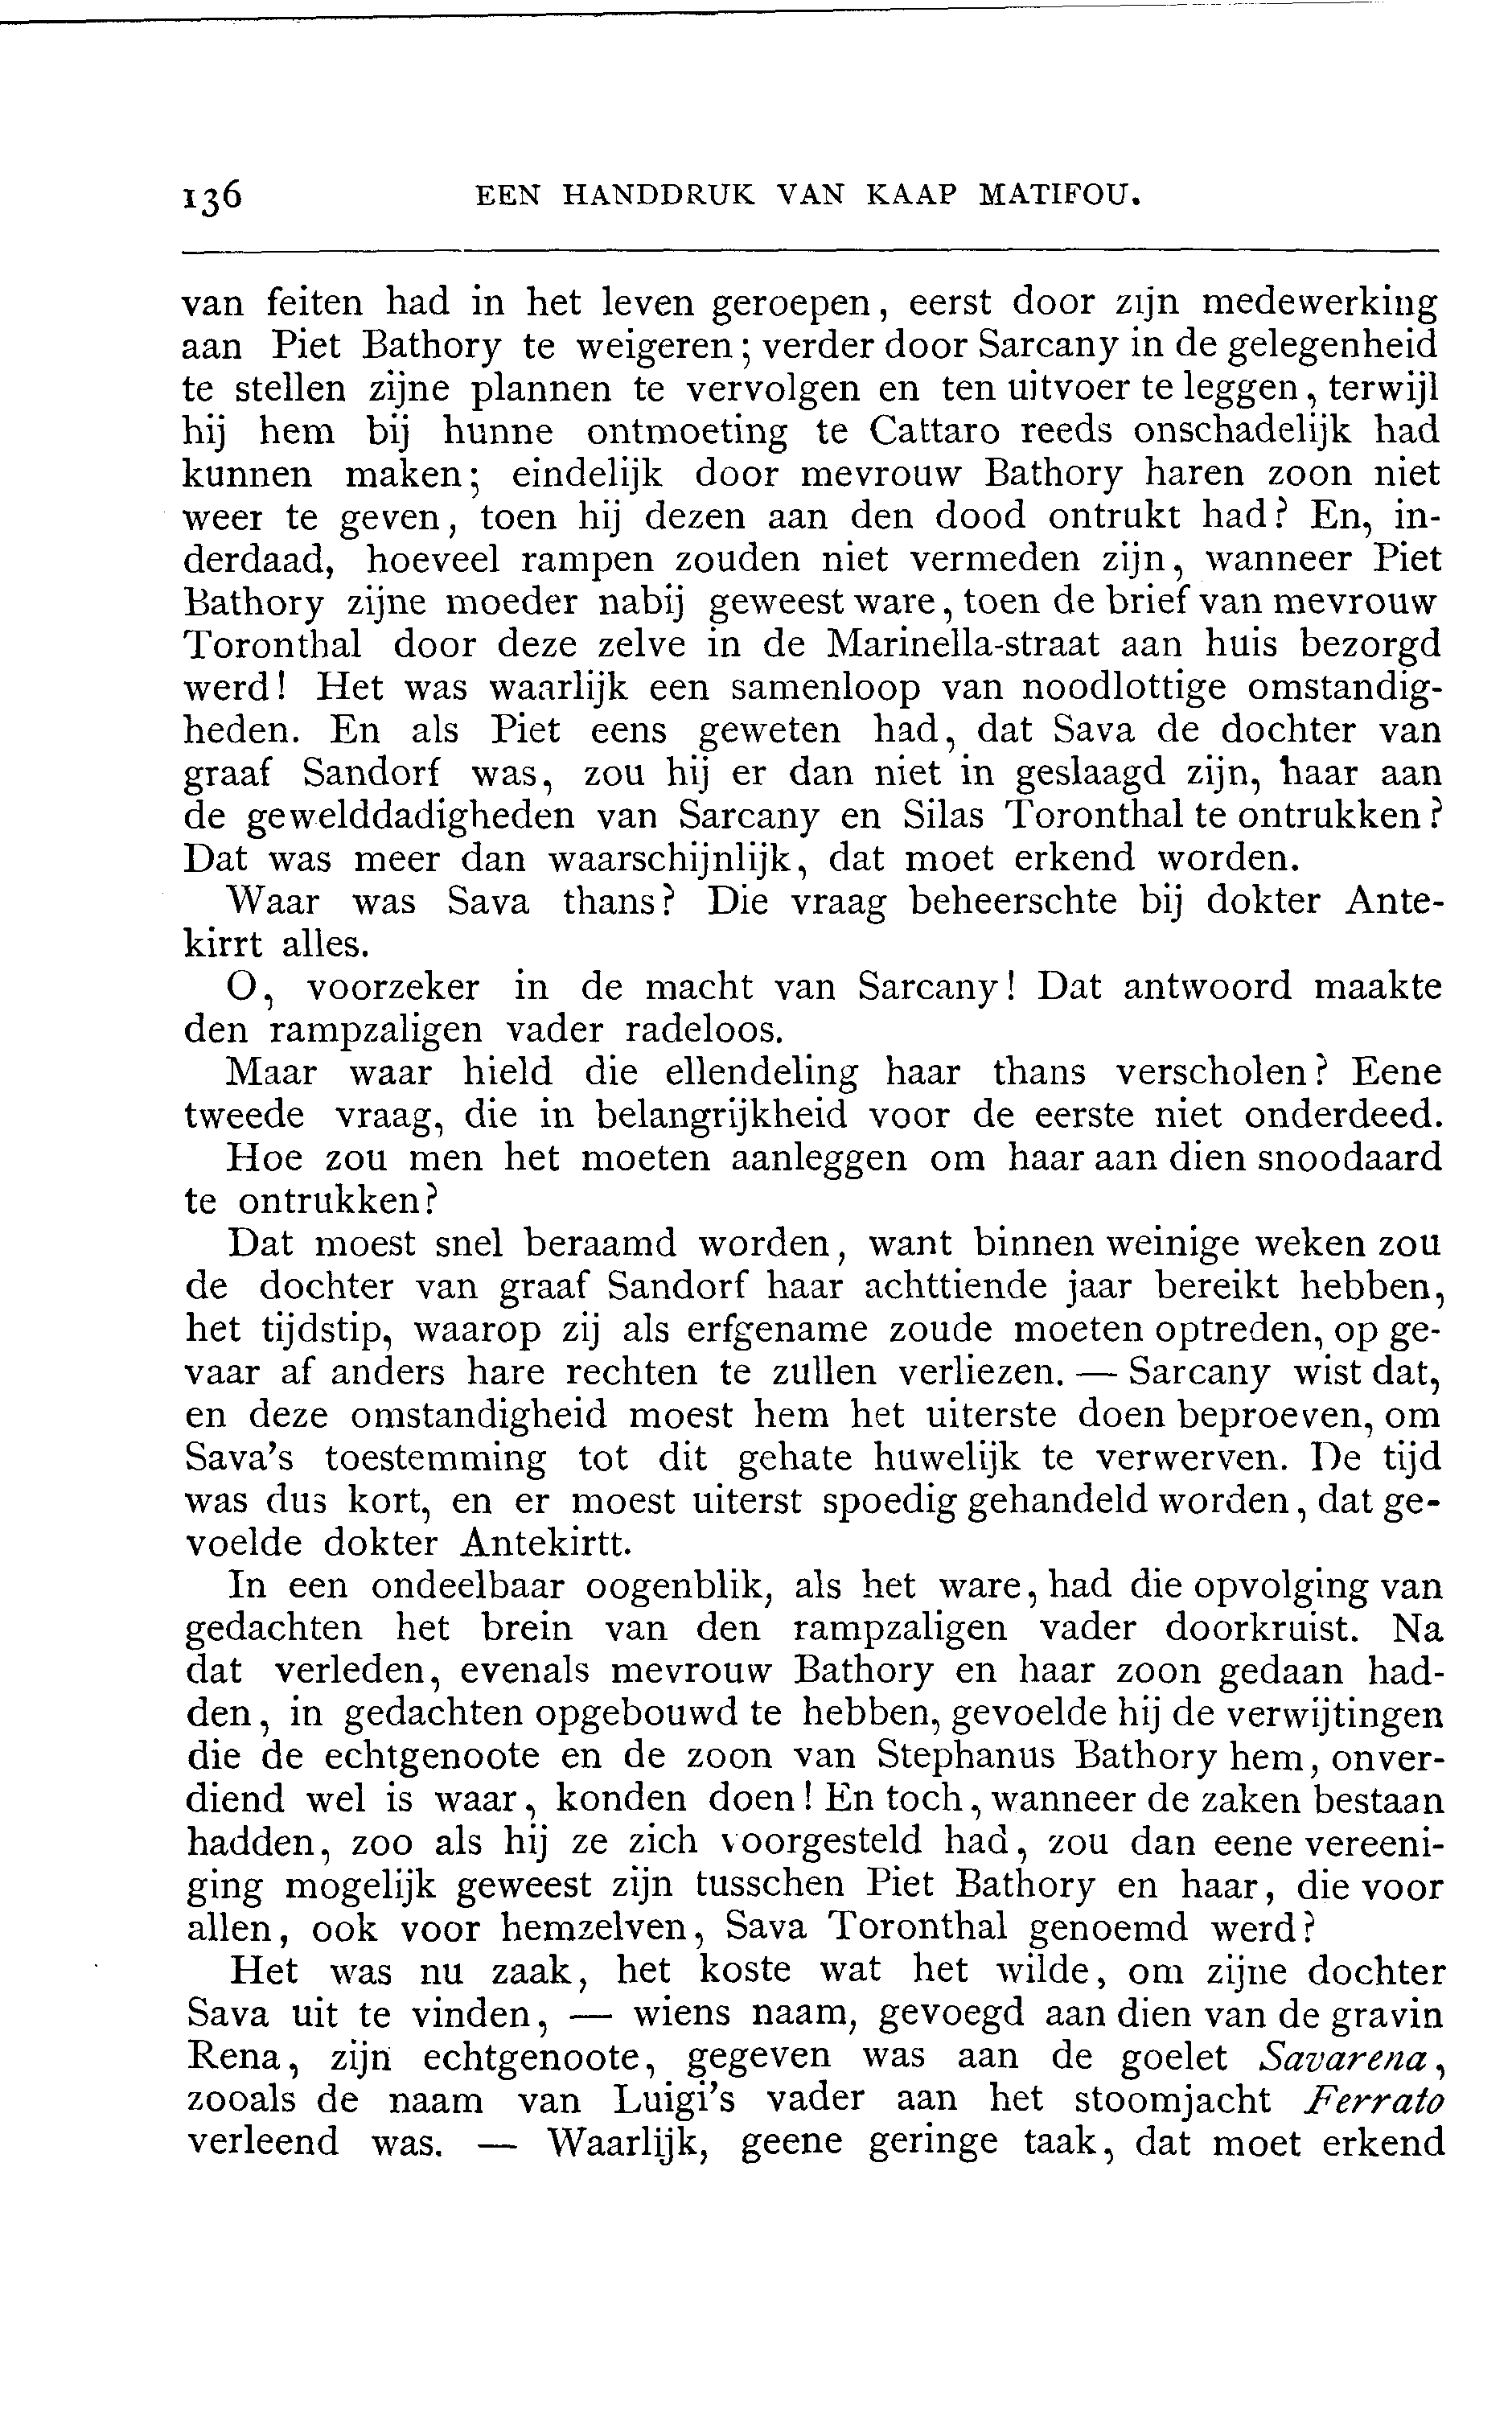 136 EEN HANDDRUK VAN KAAP MATIFOU.
van feiten had in het leven geroepen, eerst door zijn medewerking
aan Piet Bathory te weigeren; verder door Sarcany in de gelegenheid
te stellen zijne plannen te vervolgen en ten uitvoer te leggen, terwijl
hij hem bij hunne ontmoeting te Cattaro reeds onschadelijk had
kunnen maken; eindelijk door mevrouw Bathory haren zoon niet
weer te geven, toen hij dezen aan den dood ontrukt had? En, in-
derdaad, hoeveel rampen zouden niet vermeden zijn, wanneer Piet
Bathory zijne moeder nabij geweest ware, toen de brief van mevrouw
Toronthal door deze zelve in de Marinella-straat aan huis bezorgd
werd! Het was waarlijk een samenloop van noodlottige omstandig-
heden. En als Piet eens geweten had, dat Sava de dochter van
graaf Sandorf was, zou hij er dan niet in geslaagd zijn, haar aan
de gewelddadigheden van Sarcany en Silas Toronthal te ontrukken?
Dat was meer dan waarschijnlijk, dat moet erkend worden.
Waar was Sava thans? Die vraag beheerschte bij dokter Ante-
kirrt alles.
O, voorzeker in de macht van Sarcany! Dat antwoord maakte
den rampzaligen vader radeloos.
Maar waar hield die ellendeling haar thans verscholen? Eene
tweede vraag, die in belangrijkheid voor de eerste niet onderdeed.
Hoe zou men het moeten aanleggen om haar aan dien snoodaard
te ontrukken?
Dat moest snel beraamd worden, want binnen weinige weken zou
de dochter van graaf Sandorf haar achttiende jaar bereikt hebben,
het tijdstip, waarop zij als erfgename zoude moeten optreden, op ge-
vaar af anders hare rechten te zullen verliezen. — Sarcany wist dat,
en deze omstandigheid moest hem het uiterste doen beproeven, om
Sava's toestemming tot dit gehate huwelijk te verwerven. De tijd
was dus kort, en er moest uiterst spoedig gehandeld worden, dat ge-
voelde dokter Antekirtt.
In een ondeelbaar oogenblik, als het ware, had die opvolging van
gedachten het brein van den rampzaligen vader doorkruist. Na
dat verleden, evenals mevrouw Bathory en haar zoon gedaan had-
den, in gedachten opgebouwd te hebben, gevoelde hij de verwijtingen
die de echtgenoote en de zoon van Stephanus Bathory hem, onver-
diend wel is waar, konden doen! En toch, wanneer de zaken bestaan
hadden, zoo als hij ze zich voorgesteld had, zou dan eene vereeni-
ging mogelijk geweest zijn tusschen Piet Bathory en haar, die voor
allen, ook voor hemzelven, Sava Toronthal genoemd werd?
Het was nu zaak, het koste wat het wilde, om zijne dochter
Sava uit te vinden, — wiens naam, gevoegd aan dien van de gravin
Rena, zijn echtgenoote, gegeven was aan de goelet Savarena,
zooals de naam van Luigi's vader aan het stoomjacht Ferrato
verleend was. — Waarlijk, geene geringe taak, dat moet erkend